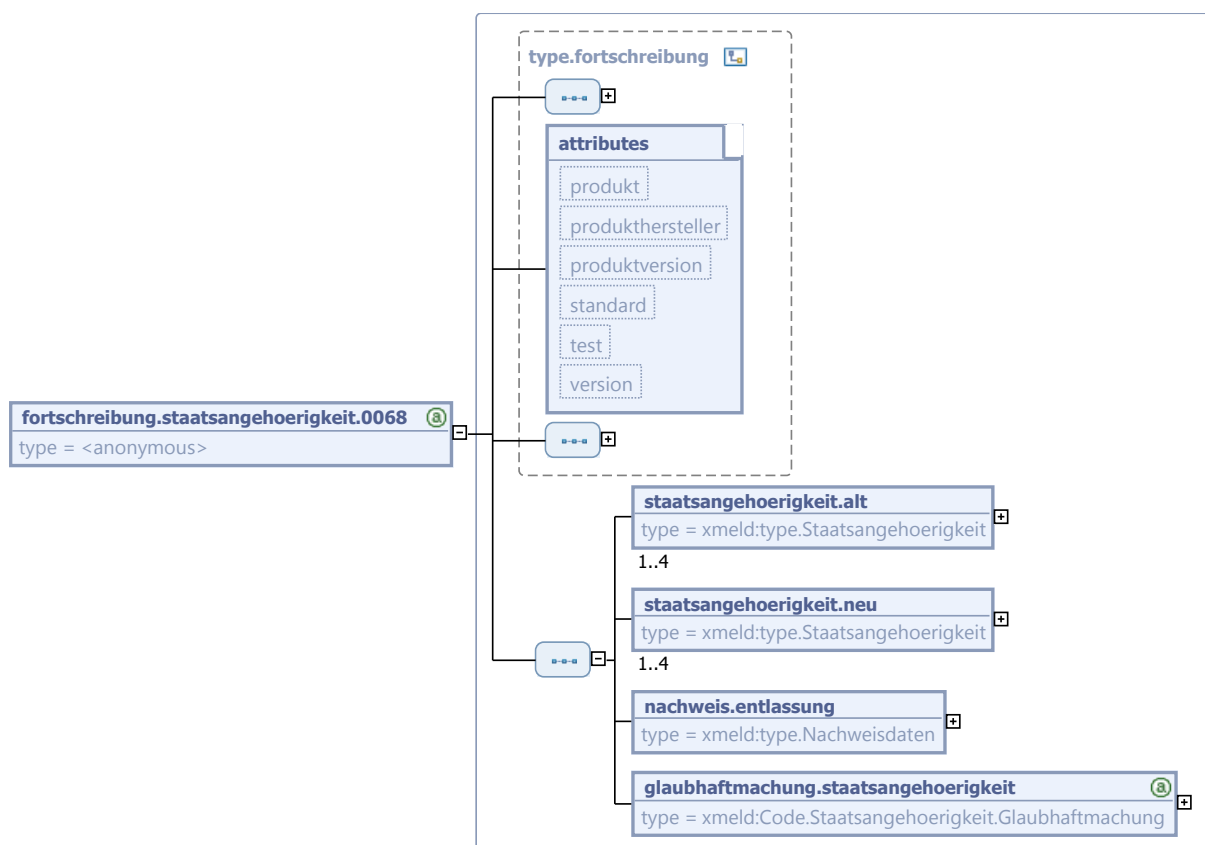 type.fortschreibung
attributes
produkt
produkthersteller
produktversion
standard
test
version
fortschreibung.staatsangehoerigkeit.0068 a
type = <anonymous>
staatsangehoerigkeit.alt
type = xmeld:type.Staatsangehoerigkeit
1..4
staatsangehoerigkeit.neu
type = xmeld:type.Staatsangehoerigkeit
1..4
nachweis.entlassung
type = xmeld:type.Nachweisdaten
glaubhaftmachung.staatsangehoerigkeit a
type = xmeld:Code.Staatsangehoerigkeit.Glaubhaftmachung